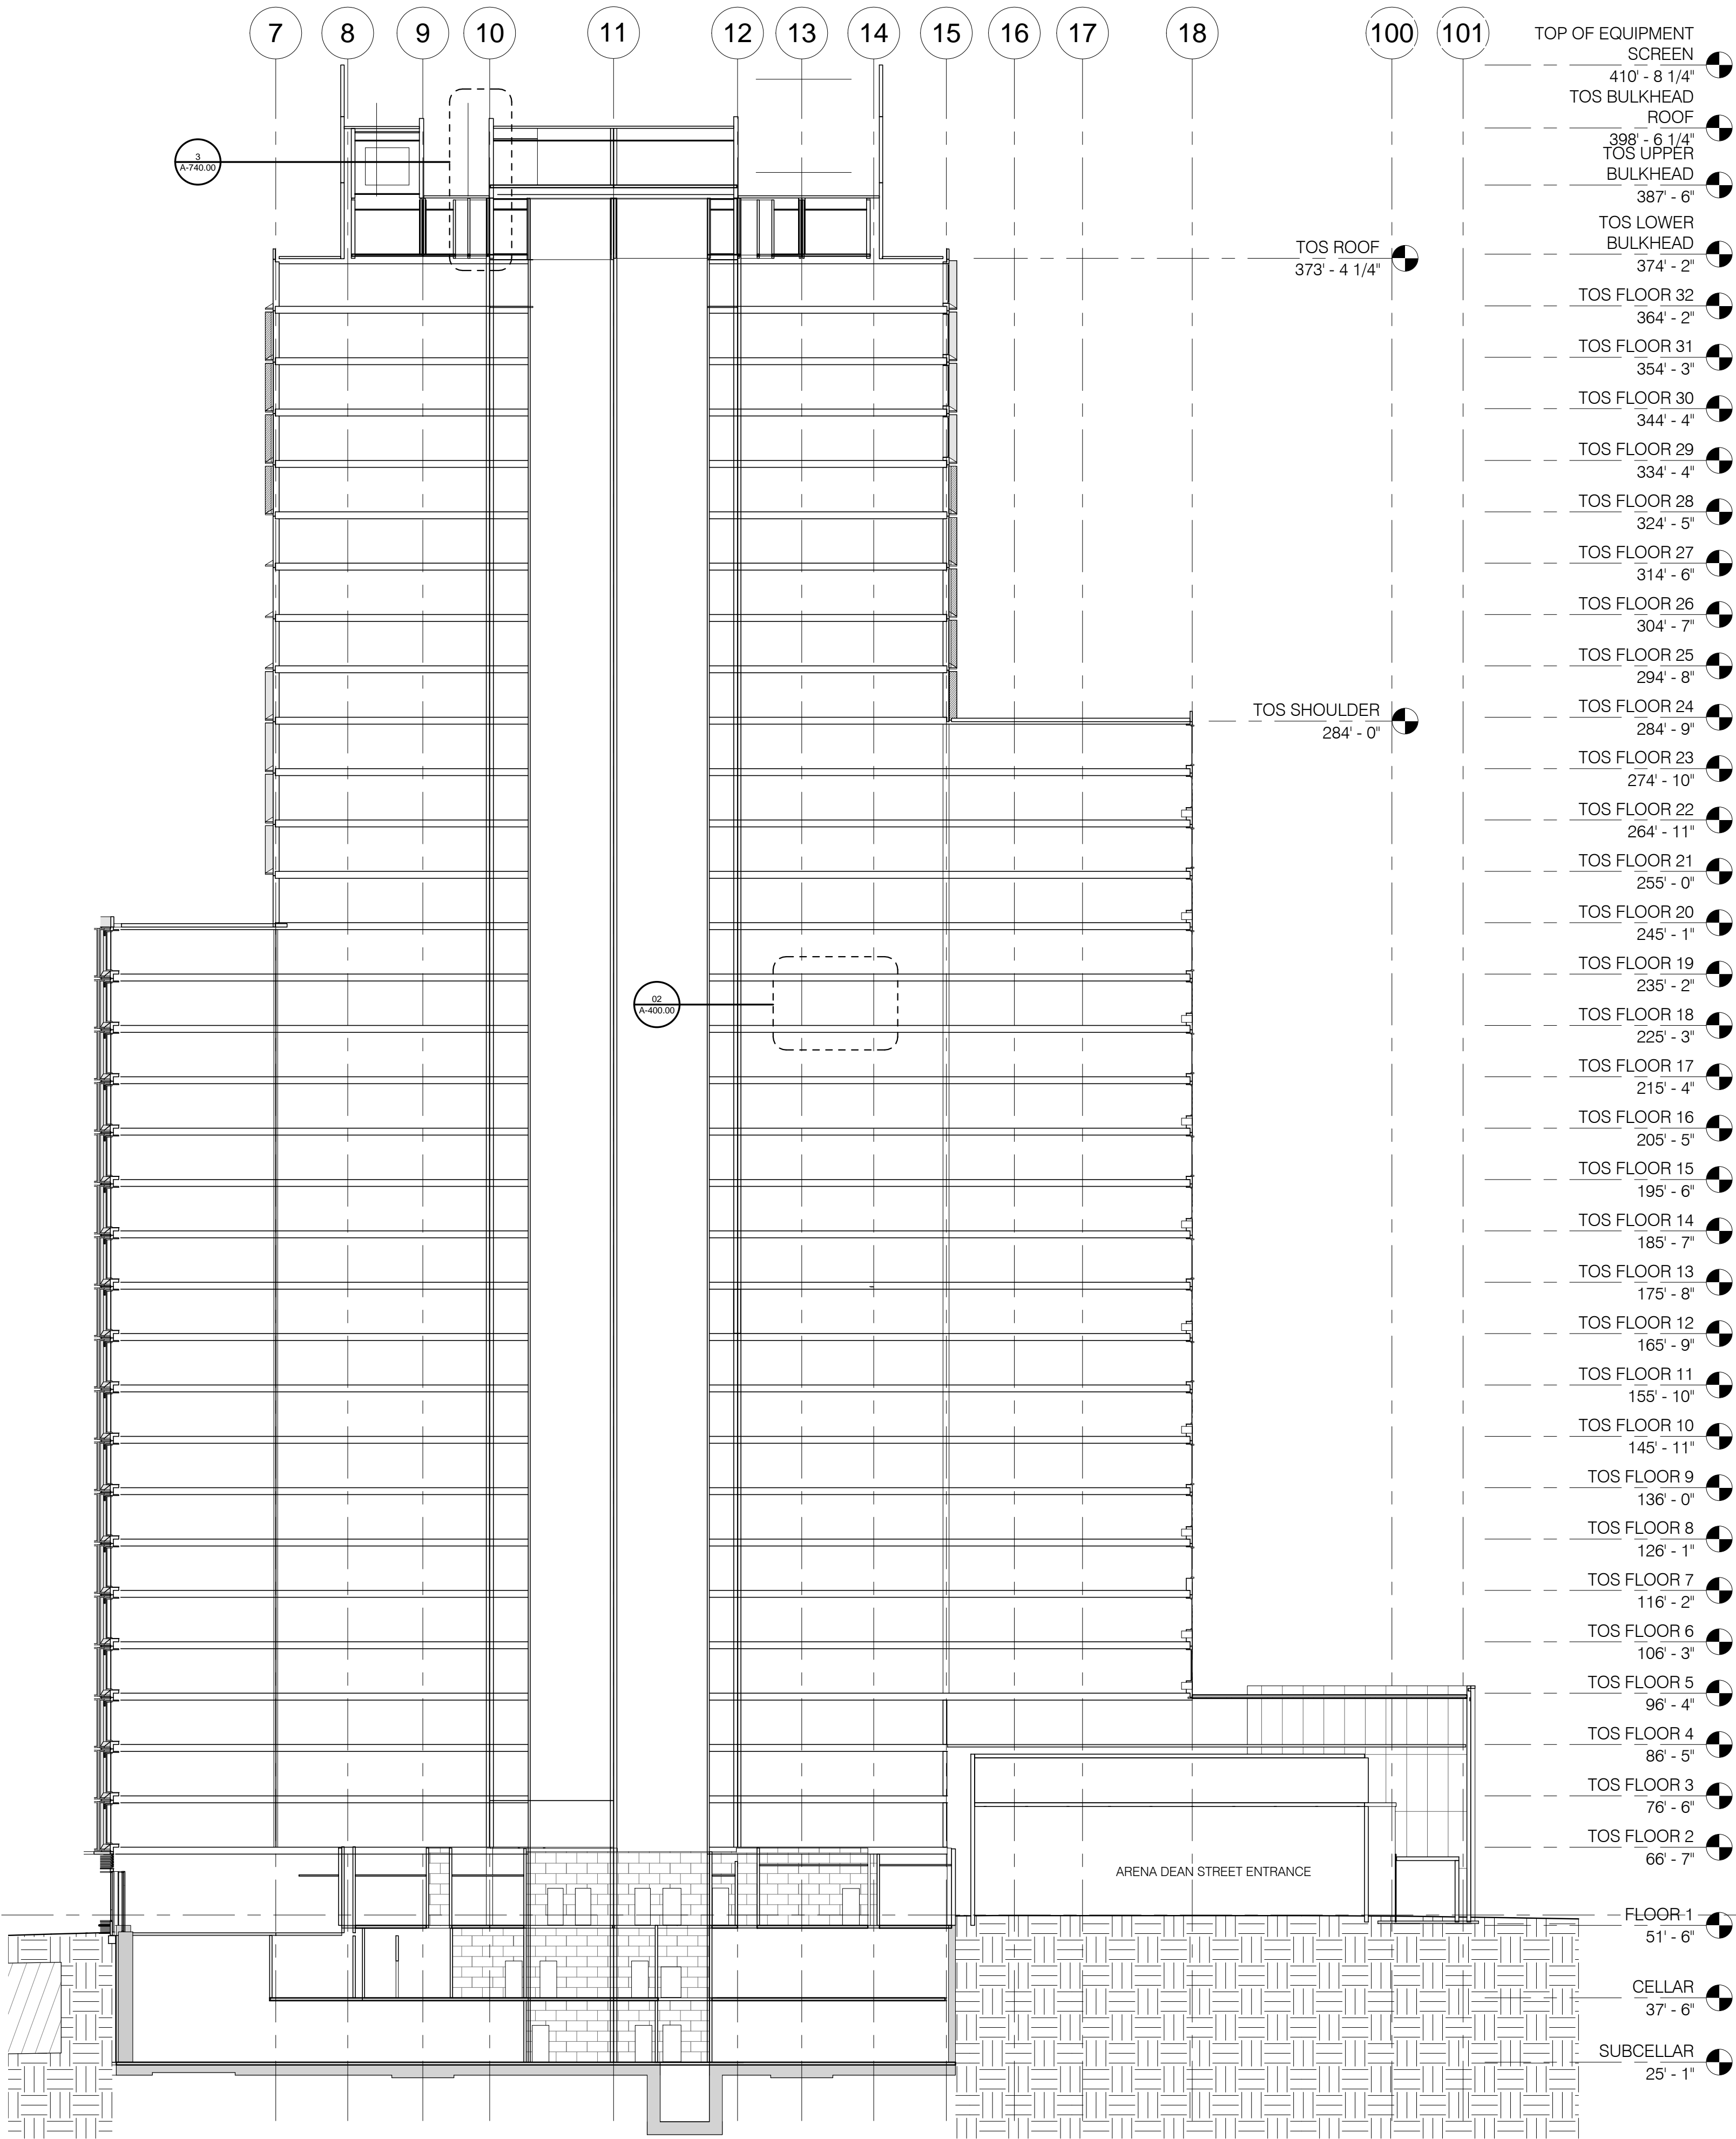 7 8 9 10 11 12 13 14 15 16 17 18 100 101
TOP OF EQUIPMENT
SCREEN
410' - 8 1/4"
TOS BULKHEAD
ROOF
398' - 6 1/4"
TOS UPPER
BULKHEAD
387' - 6"
3
A-740.00
TOS LOWER
BULKHEAD
374' - 2"
TOS ROOF
373' - 4 1/4"
TOS FLOOR 32
364' - 2"
TOS FLOOR 31
354' - 3"
TOS FLOOR 30
344' - 4"
TOS FLOOR 29
334' - 4"
TOS FLOOR 28
324' - 5"
TOS FLOOR 27
314' - 6"
TOS FLOOR 26
304' - 7"
TOS FLOOR 25
294' - 8"
TOS FLOOR 24
284' - 9"
TOS SHOULDER
284' - 0"
TOS FLOOR 23
274' - 10"
TOS FLOOR 22
264' - 11"
TOS FLOOR 21
255' - 0"
TOS FLOOR 20
245' - 1"
TOS FLOOR 19
235' - 2"
02
A-400.00
TOS FLOOR 18
225' - 3"
TOS FLOOR 17
215' - 4"
TOS FLOOR 16
205' - 5"
TOS FLOOR 15
195' - 6"
TOS FLOOR 14
185' - 7"
TOS FLOOR 13
175' - 8"
TOS FLOOR 12
165' - 9"
TOS FLOOR 11
155' - 10"
TOS FLOOR 10
145' - 11"
TOS FLOOR 9
136' - 0"
TOS FLOOR 8
126' - 1"
TOS FLOOR 7
116' - 2"
TOS FLOOR 6
106' - 3"
TOS FLOOR 5
96' - 4"
TOS FLOOR 4
86' - 5"
TOS FLOOR 3
76' - 6"
TOS FLOOR 2
66' - 7"
ARENA DEAN STREET ENTRANCE
FLOOR 1
51' - 6"
CELLAR
37' - 6"
SUBCELLAR
25' - 1"